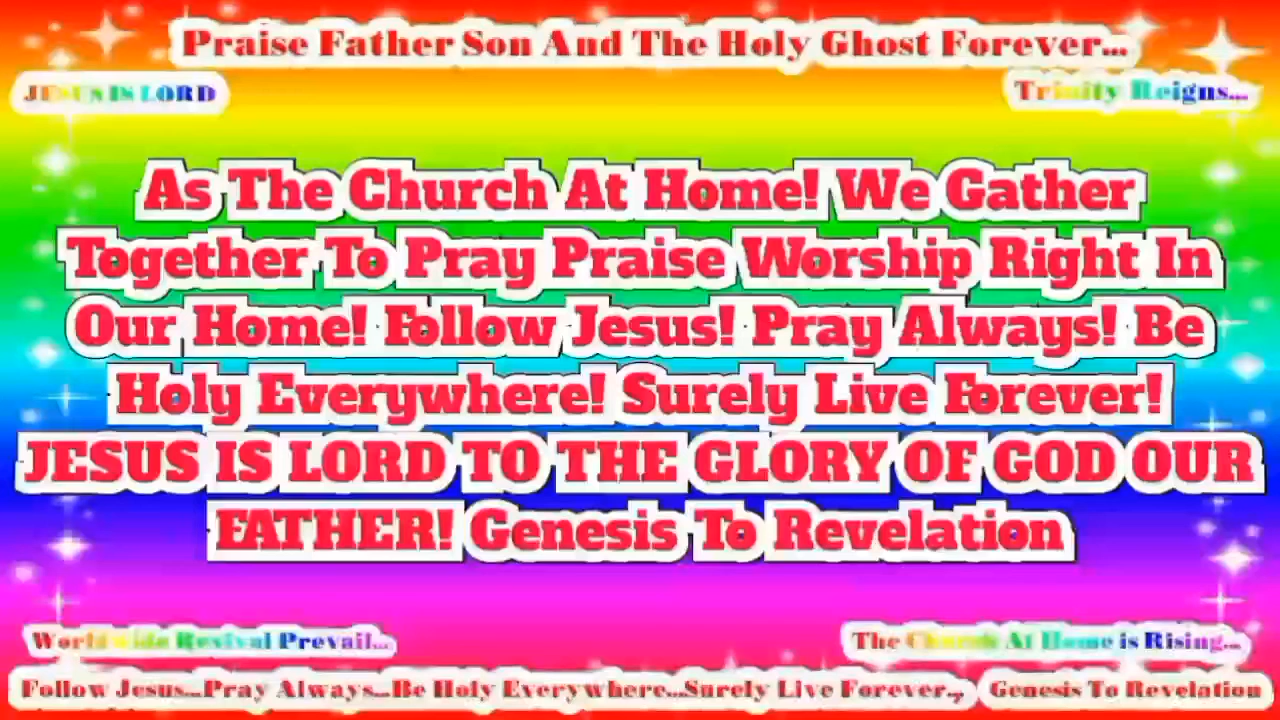 Praise Father Son And The Holy Ghost Forever...
JESUS IS LORD
Trinity Reigns...
As The Church At Home! We Gather
Together To Pray Praise Worship Right In
Our Home! Follow Jesus! Pray Always! Be
Holy Everywhere! Surely Live Forever!
JESUS IS LORD TO THE GLORY OF GOD OUR
FATHER! Genesis To Revelation
Worldwide Revival Prevail...
The Church At Home is Rising...
Follow Jesus...Pray Always...Be Holy Everywhere...Surely Live Forever..,
Genesis To Revelation